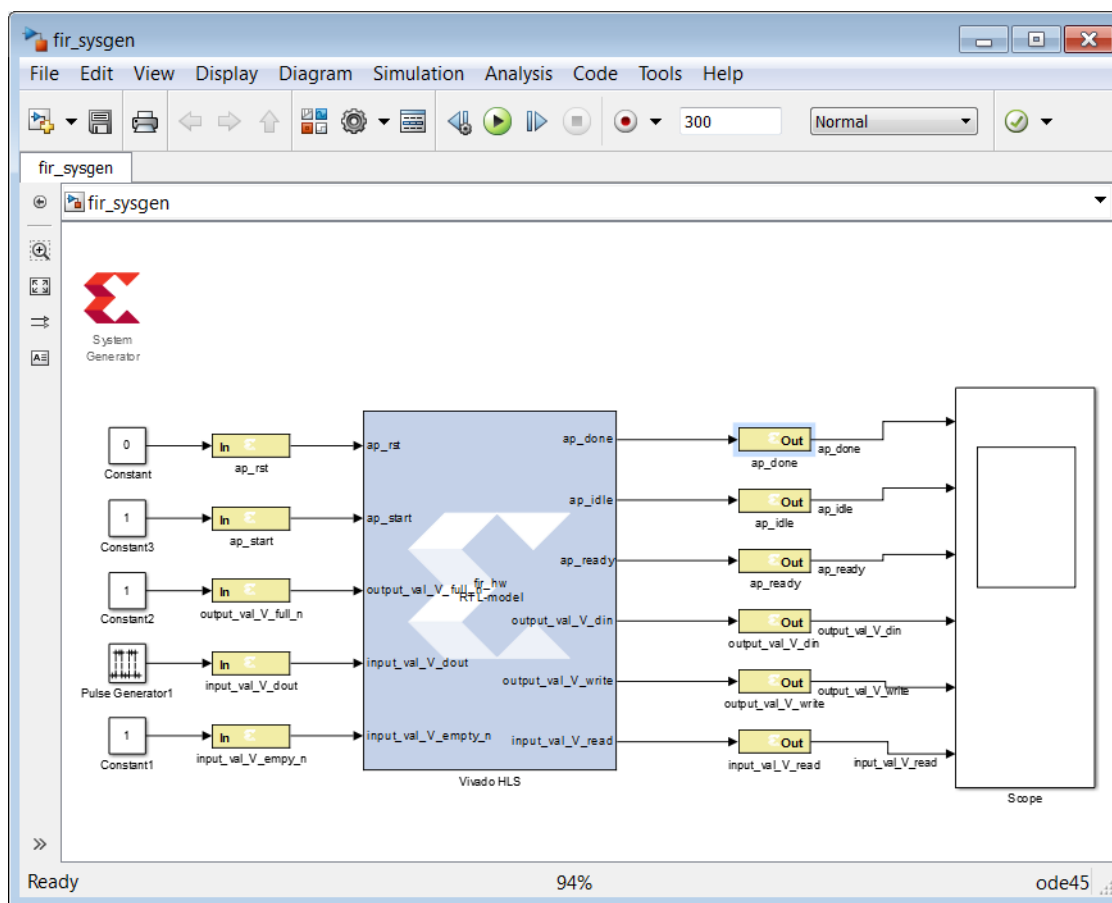 fir_sysgen
File Edit View Display Diagram Simulation Analysis Code Tools Help
300
Normal
fir_sysgen
fir_sysgen
System
Generator
0
Constant
In
ap_rst
ap_rst
ap_done
Out
ap_done
ap_done
1
Constant3
In
ap_start
ap_start
ap_idle
Out
ap_idle
ap_idle
ap_ready
Out
ap_ready
ap_ready
1
Constant2
In
output_val_V_full_n
output_val_V_full_n
fir_hw
RTL-model
output_val_V_din
Out
output_val_V_din
output_val_V_din
Pulse Generator1
In
input_val_V_dout
input_val_V_dout
output_val_V_write
Out
output_val_V_write
output_val_V_write
1
Constant1
In
input_val_V_empy_n
input_val_V_empty_n
input_val_V_read
Out
input_val_V_read
input_val_V_read
Vivado HLS
Scope
Ready 94% ode45